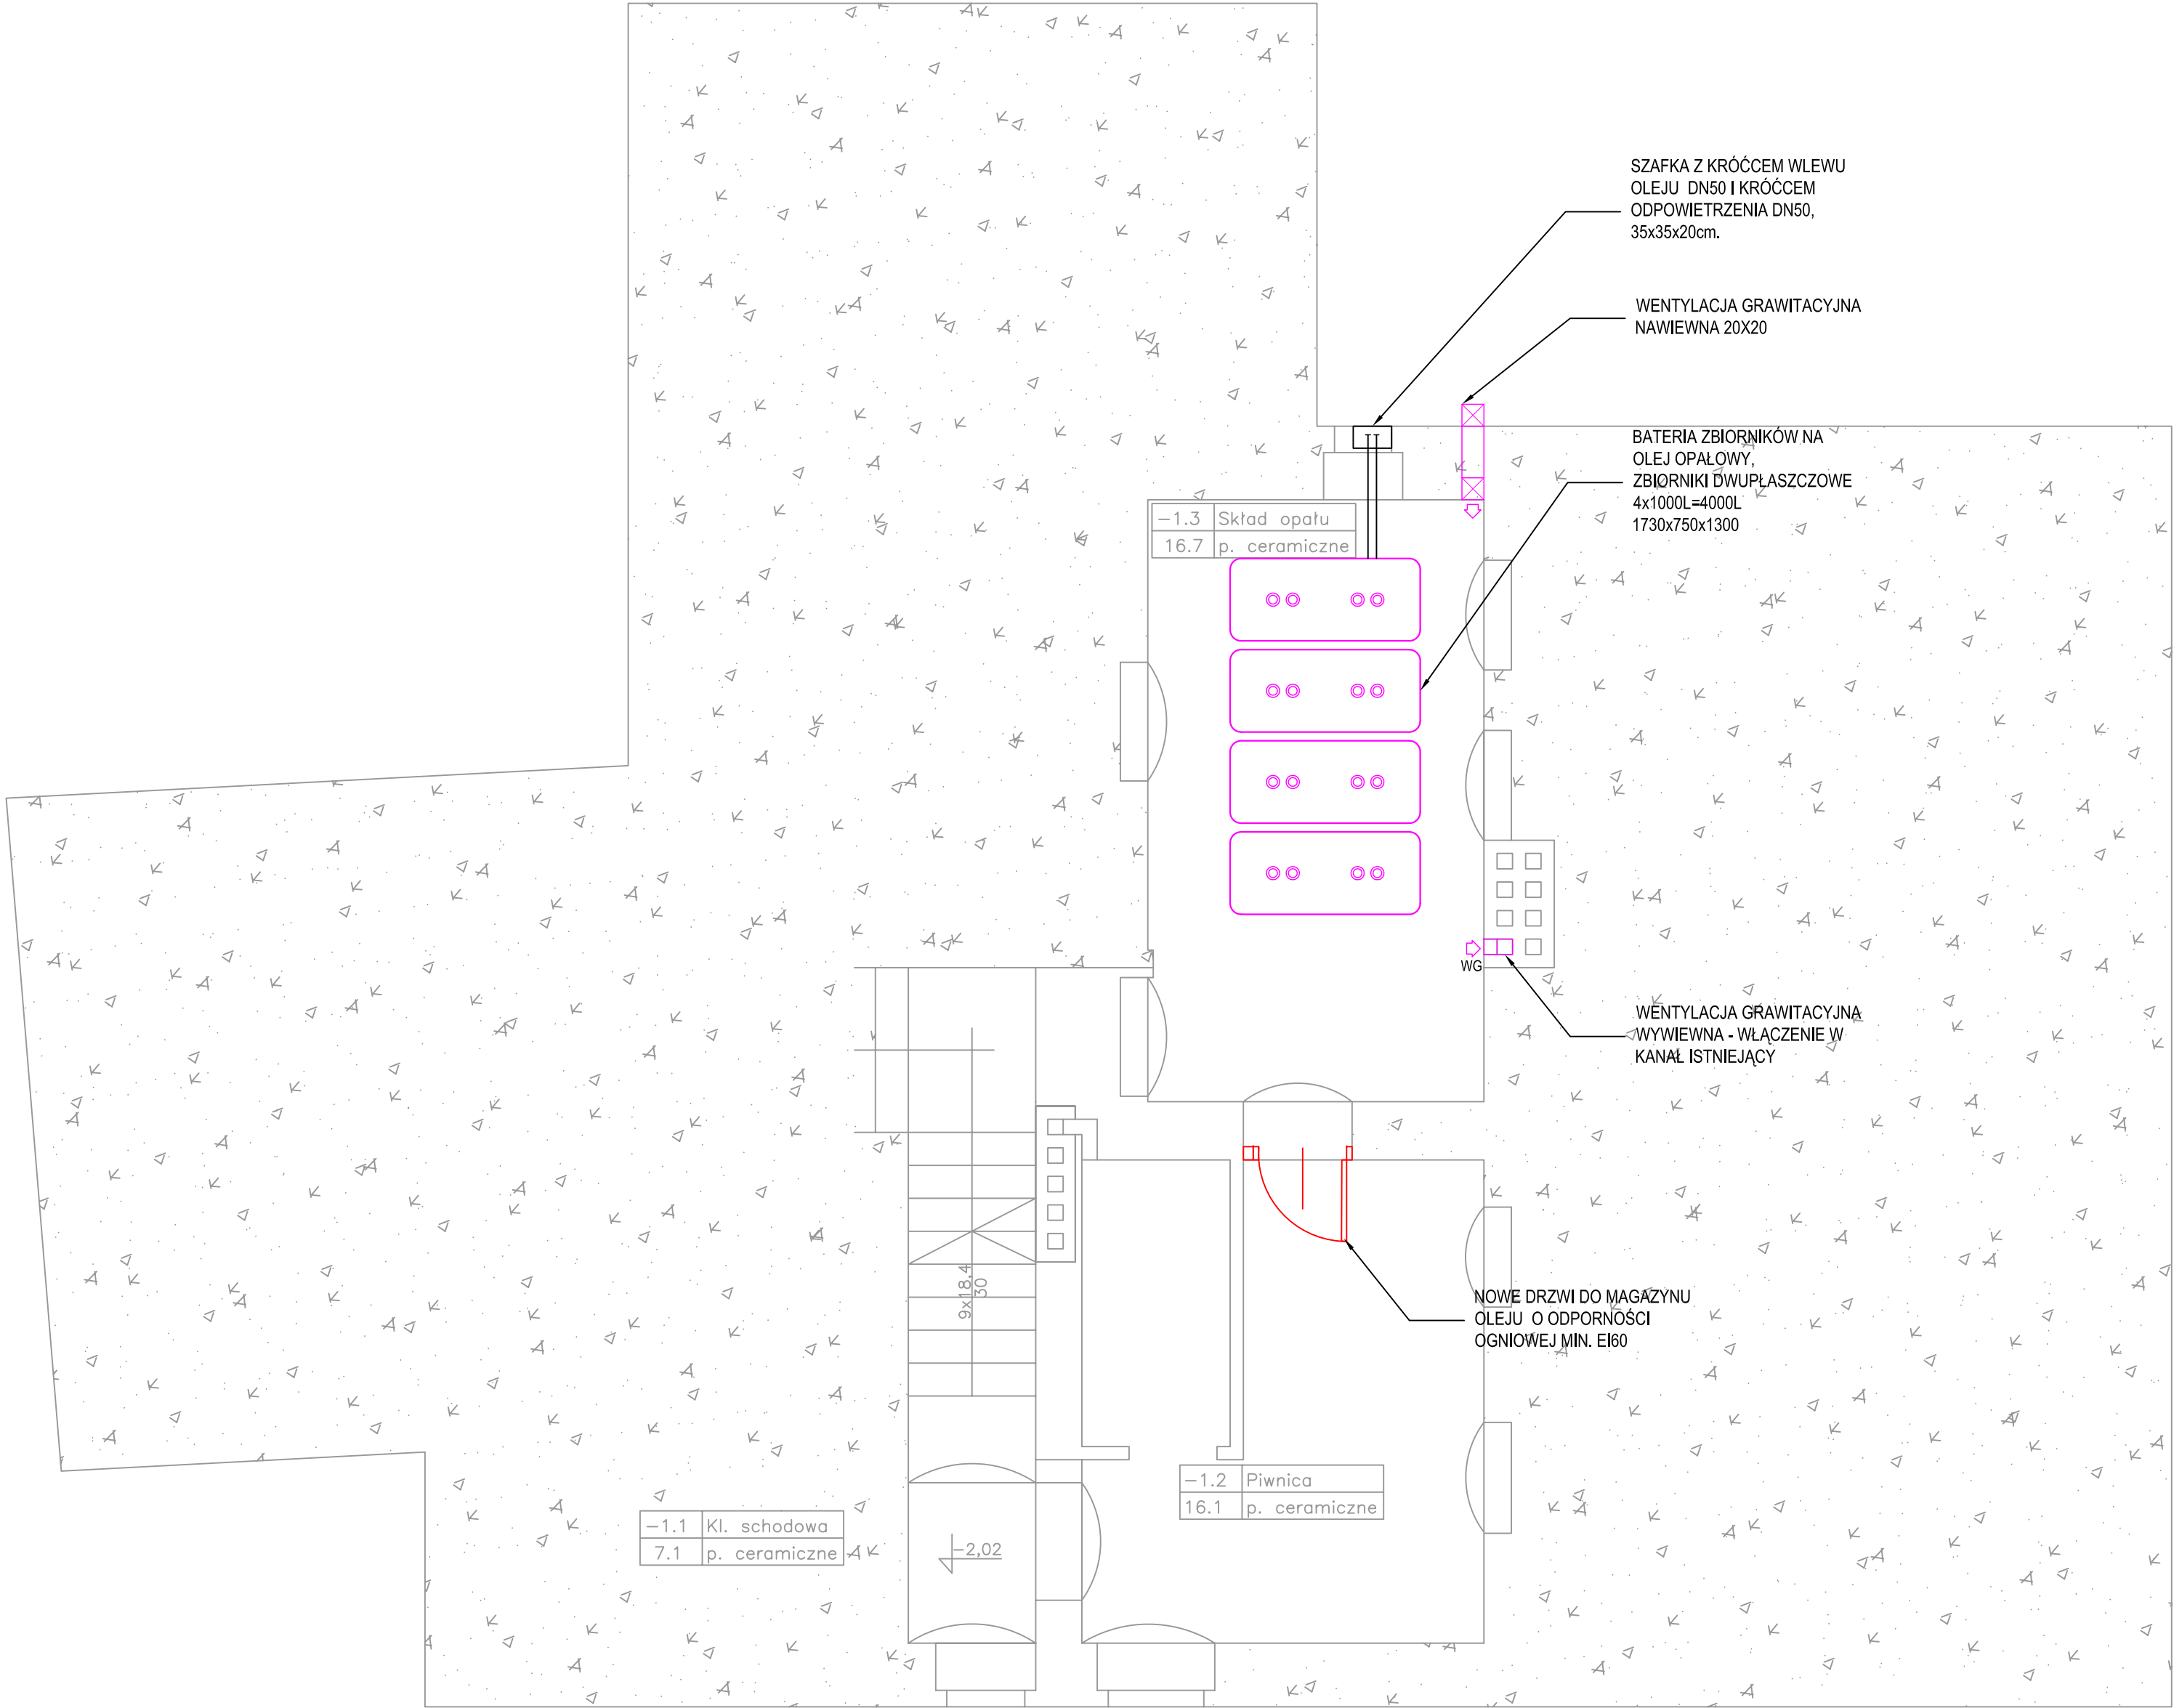 SZAFKA Z KRÓĆCEM WLEWU
OLEJU DN50 I KRÓĆCEM
ODPOWIETRZENIA DN50,
35x35x20cm.
WENTYLACJA GRAWITACYJNA
NAWIEWNA 20X20
BATERIA ZBIORNIKÓW NA
OLEJ OPAŁOWY,
ZBIORNIKI DWUPŁASZCZOWE
4x1000L=4000L
1730x750x1300
-1.3 Skład opału
16.7 p. ceramiczne
WG
WENTYLACJA GRAWITACYJNA
WYWIEWNA - WŁĄCZENIE W
KANAŁ ISTNIEJĄCY
9x18,4
30
NOWE DRZWI DO MAGAZYNU
OLEJU O ODPORNOŚCI
OGNIOWEJ MIN. EI60
-1.2 Piwnica
16.1 p. ceramiczne
-1.1 Kl. schodowa
7.1 p. ceramiczne
-2,02